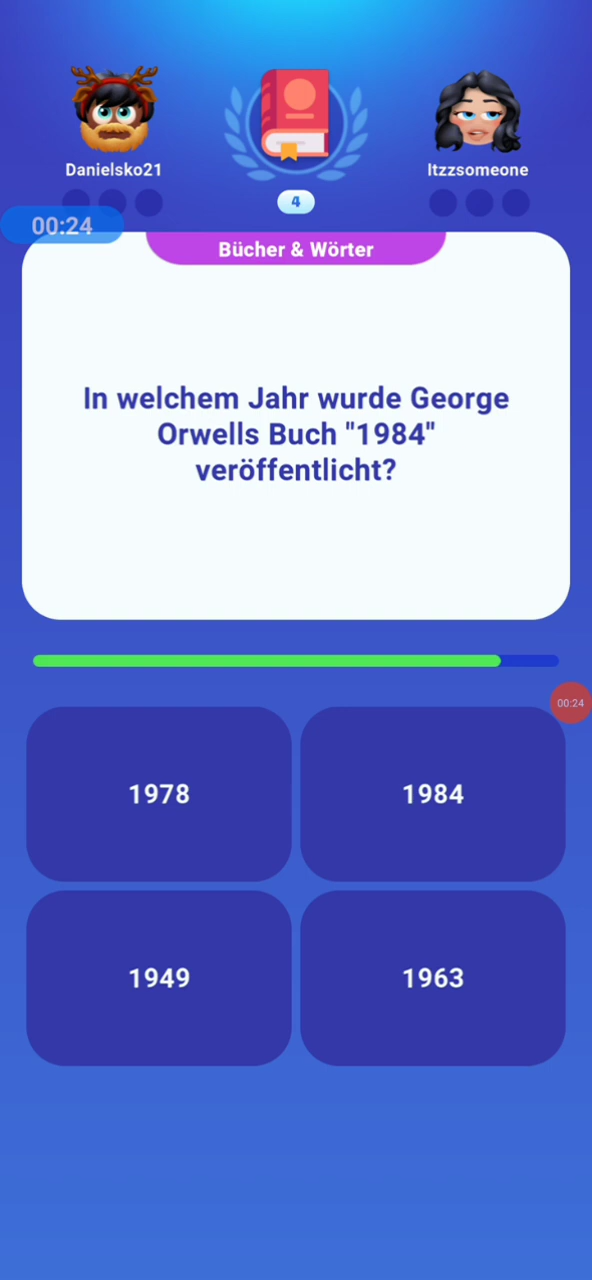 Danielsko21
Itzzsomeone
4
00:24
Bücher & Wörter
In welchem Jahr wurde George
Orwells Buch "1984"
veröffentlicht?
00:24
1978
1984
1949
1963